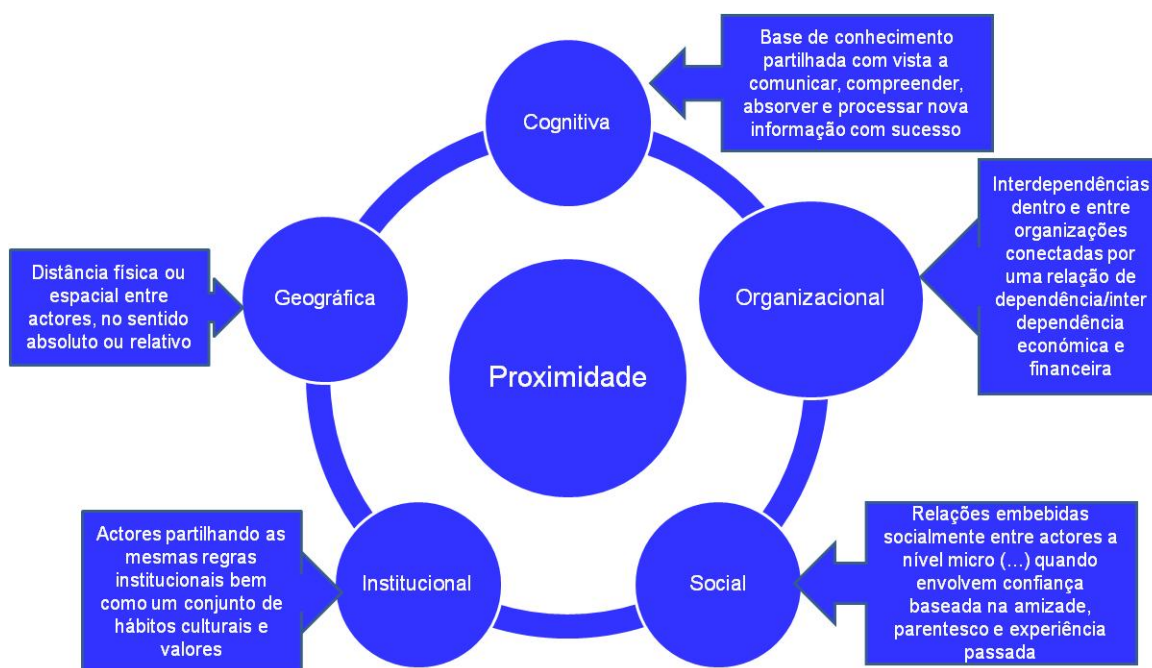 Cognitiva
Base de conhecimento
partilhada com vista a
comunicar, compreender,
absorver e processar nova
informação com sucesso
Organizacional
Interdependências
dentro e entre
organizações
conectadas por
uma relação de
dependência/inter
dependência
económica e
financeira
Geográfica
Distância física ou
espacial entre
actores, no sentido
absoluto ou relativo
Proximidade
Institucional
Actores partilhando as
mesmas regras
institucionais bem
como um conjunto de
hábitos culturais e
valores
Social
Relações embebidas
socialmente entre actores a
nível micro (...) quando
envolvem confiança
baseada na amizade,
parentesco e experiência
passada